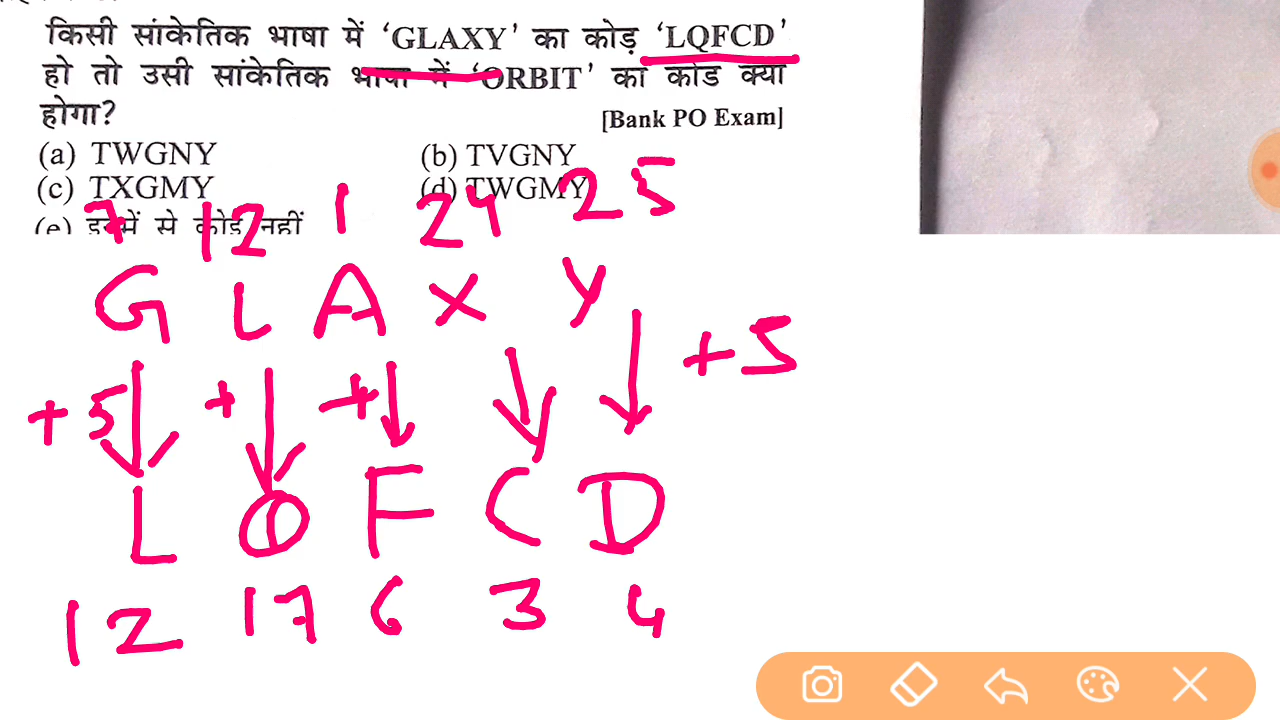 किसी सांकेतिक भाषा में ‘GLAXY’ का कोड़ ‘LQFCD’
हो तो उसी सांकेतिक भाषा में ‘ORBIT’ का कोड क्या
होगा?
[Bank PO Exam]
(a) TWGNY
(b) TVGNY
(c) TXGMY
(d) TWGMY
(e) इनमें से कोई नहीं
7 12 1 24 25
G L A X Y
+5 + + +5
L Q F C D
12 17 6 3 4